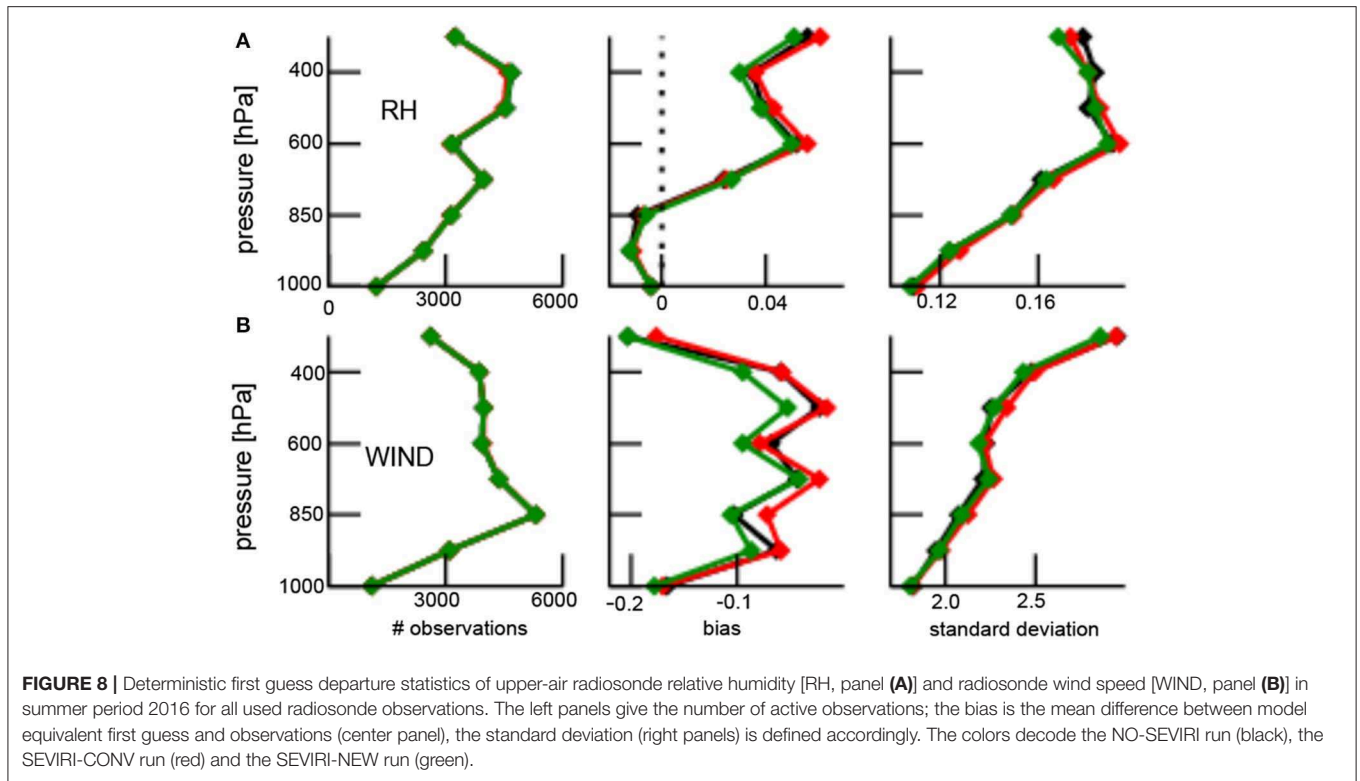 A
pressure [hPa]
400
600
850
1000
RH
0
3000
6000
0
0.04
0.12
0.16
B
pressure [hPa]
400
600
850
1000
WIND
3000
6000
−0.2
-0.1
2.0
2.5
# observations
bias
standard deviation
FIGURE 8 | Deterministic first guess departure statistics of upper-air radiosonde relative humidity [RH, panel (A)] and radiosonde wind speed [WIND, panel (B)] in
summer period 2016 for all used radiosonde observations. The left panels give the number of active observations; the bias is the mean difference between model
equivalent first guess and observations (center panel), the standard deviation (right panels) is defined accordingly. The colors decode the NO-SEVIRI run (black), the
SEVIRI-CONV run (red) and the SEVIRI-NEW run (green).